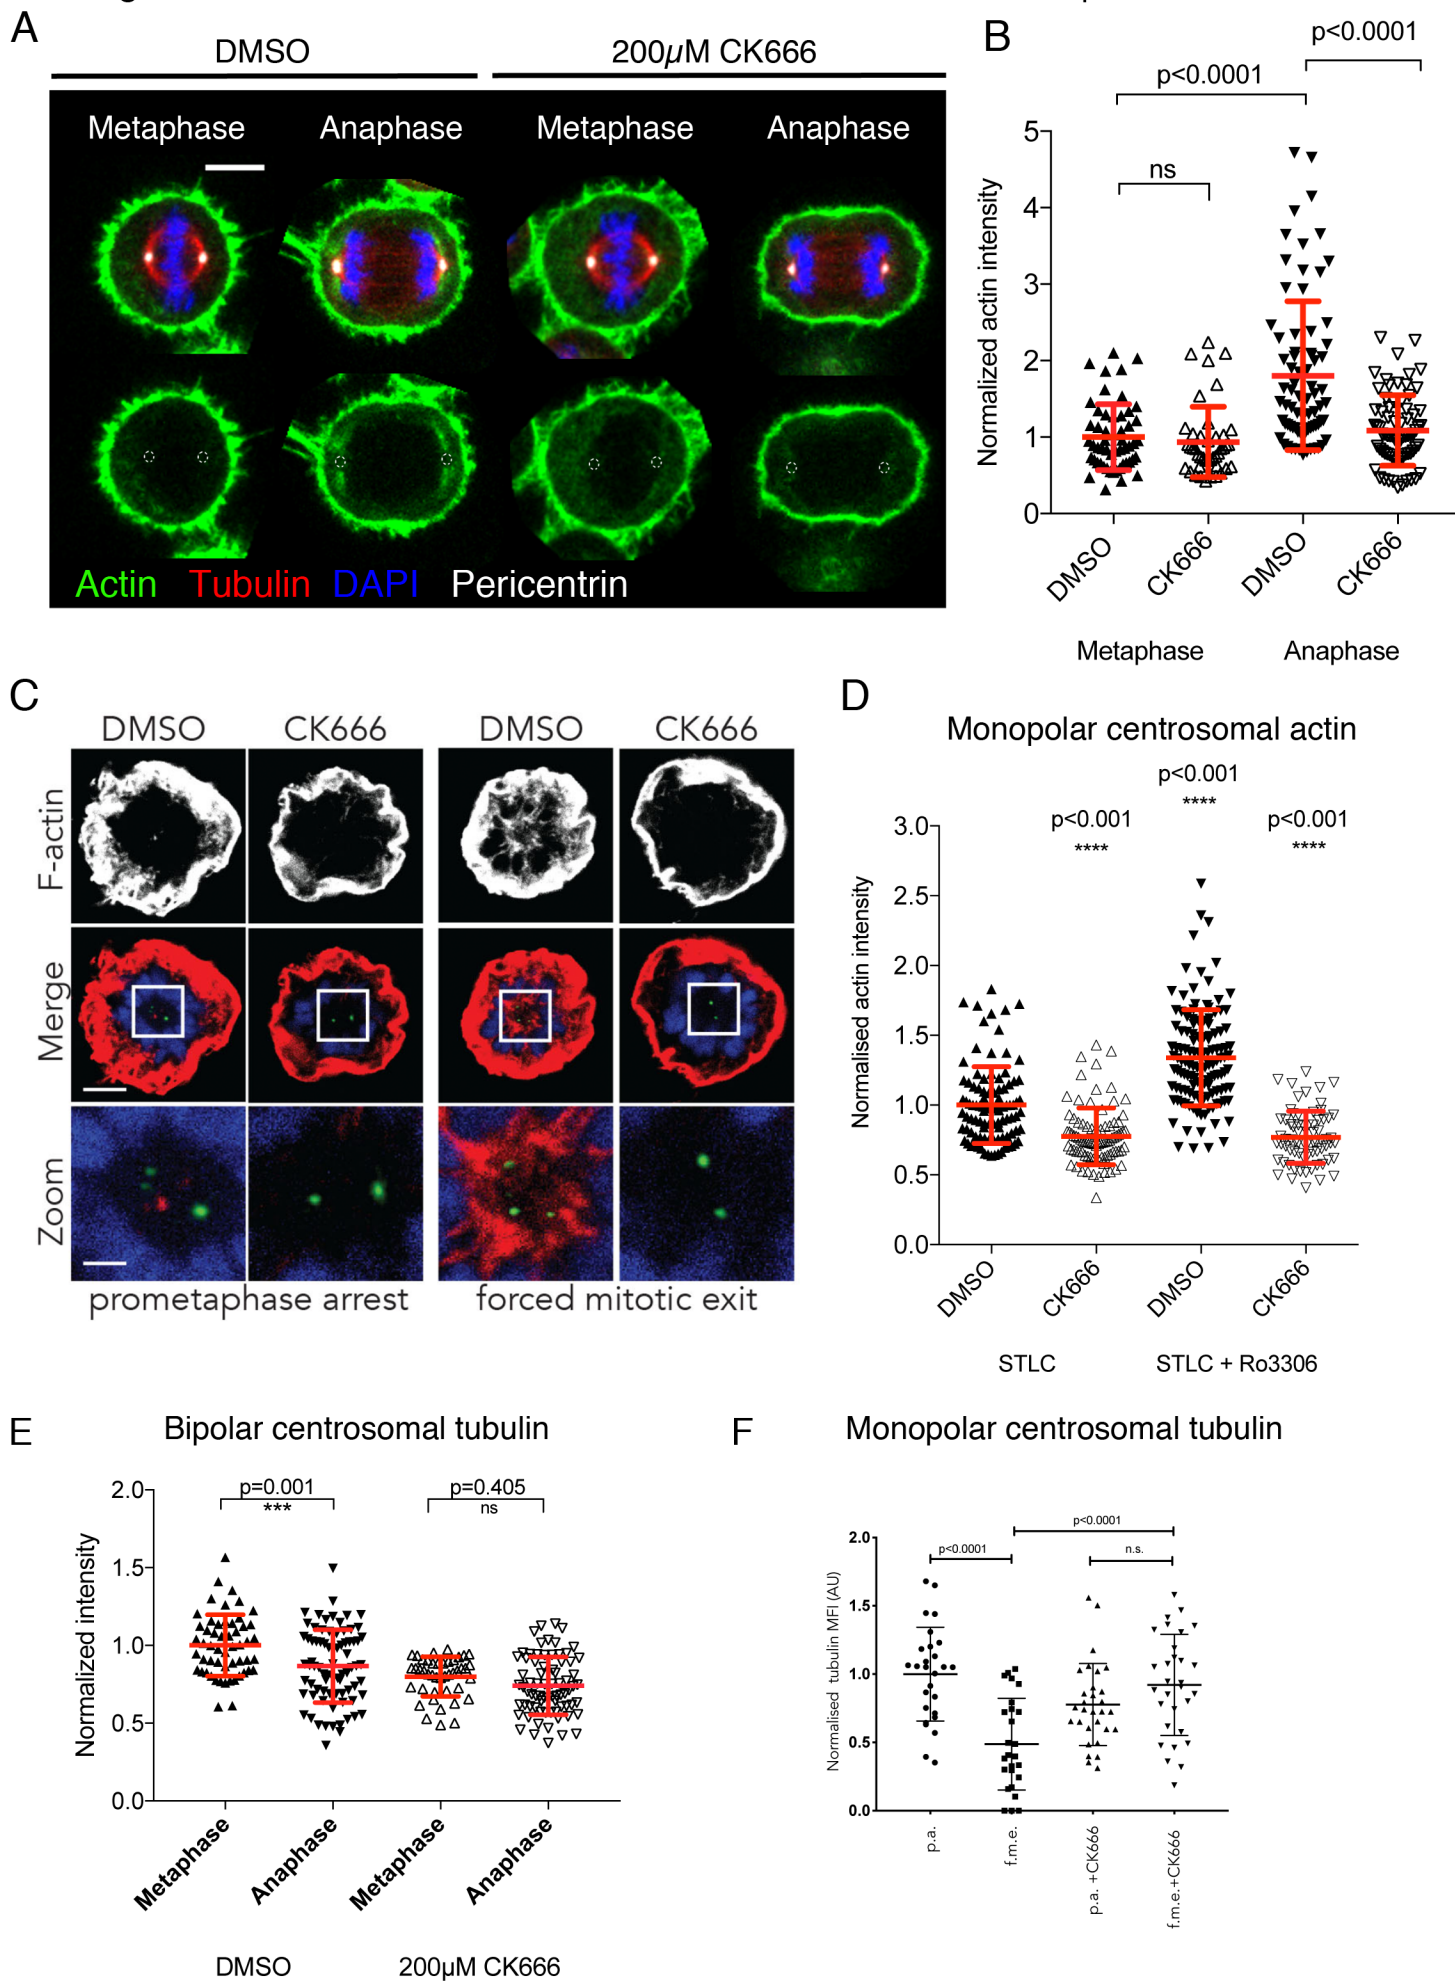 A
DMSO
200µM CK666
Metaphase
Anaphase
Metaphase
Anaphase
Actin Tubulin DAPI Pericentrin
B
p<0.0001
p<0.0001
ns
Normalized actin intensity
5
4
3
2
1
0
DMSO
CK666
DMSO
CK666
Metaphase
Anaphase
C
DMSO
CK666
DMSO
CK666
F-actin
Merge
Zoom
prometaphase arrest
forced mitotic exit
D
Monopolar centrosomal actin
p<0.001
****
p<0.001
****
p<0.001
****
Normalised actin intensity
3.0
2.5
2.0
1.5
1.0
0.5
0.0
DMSO
CK666
DMSO
CK666
STLC
STLC + Ro3306
E
Bipolar centrosomal tubulin
p=0.001
***
p=0.405
ns
Normalized intensity
2.0
1.5
1.0
0.5
0.0
Metaphase
Anaphase
Metaphase
Anaphase
DMSO
200µM CK666
F
Monopolar centrosomal tubulin
p<0.0001
p<0.0001
n.s.
Normalised tubulin MFI (AU)
2.0
1.5
1.0
0.5
0.0
p.a.
f.m.e.
p.a. +CK666
f.m.e.+CK666